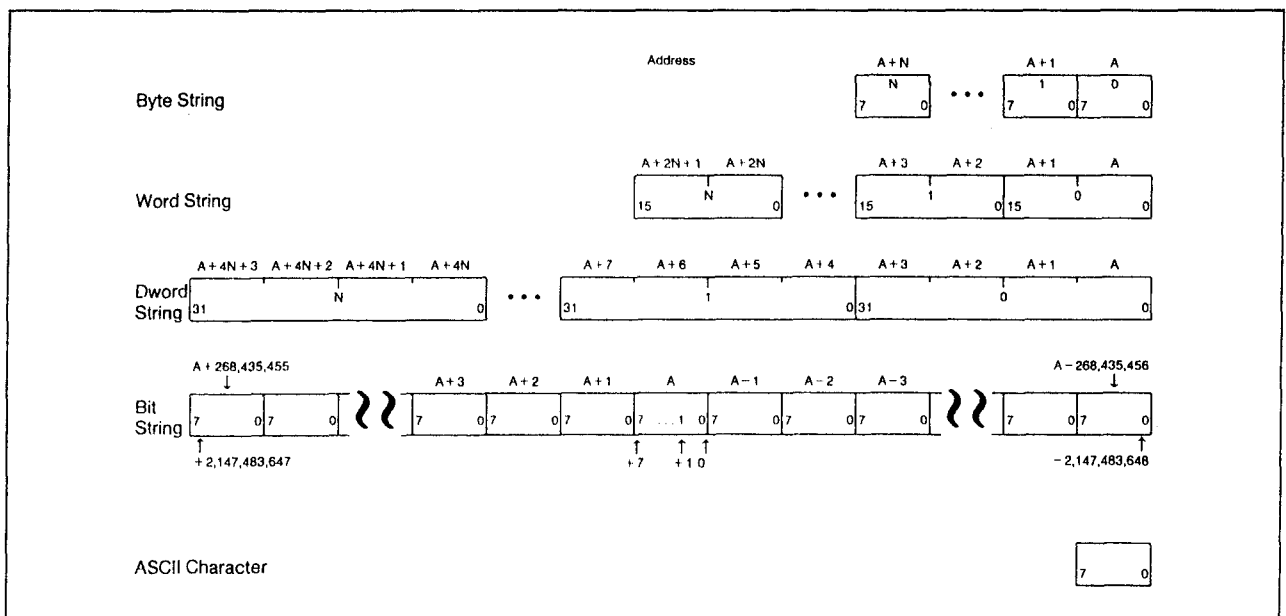 Address
A+N A+1 A
Byte String
N ••• 1 0
7 0 7 0 7 0
A+2N+1 A+2N A+3 A+2 A+1 A
Word String
N ••• 1 0
15 0 15 0 15 0
A+4N+3 A+4N+2 A+4N+1 A+4N A+7 A+6 A+5 A+4 A+3 A+2 A+1 A
Dword
String
N ••• 1 0
31 0 31 0 31 0
A+268,435,455 A-268,435,456
A+3 A+2 A+1 A A-1 A-2 A-3
Bit
String
7 0 7 0 7 0 7 0 7 0 7 ...1 0 7 0 7 0 7 0 7 0 7 0
+2,147,483,647 +7 +1 0 -2,147,483,648
ASCII Character
7 0